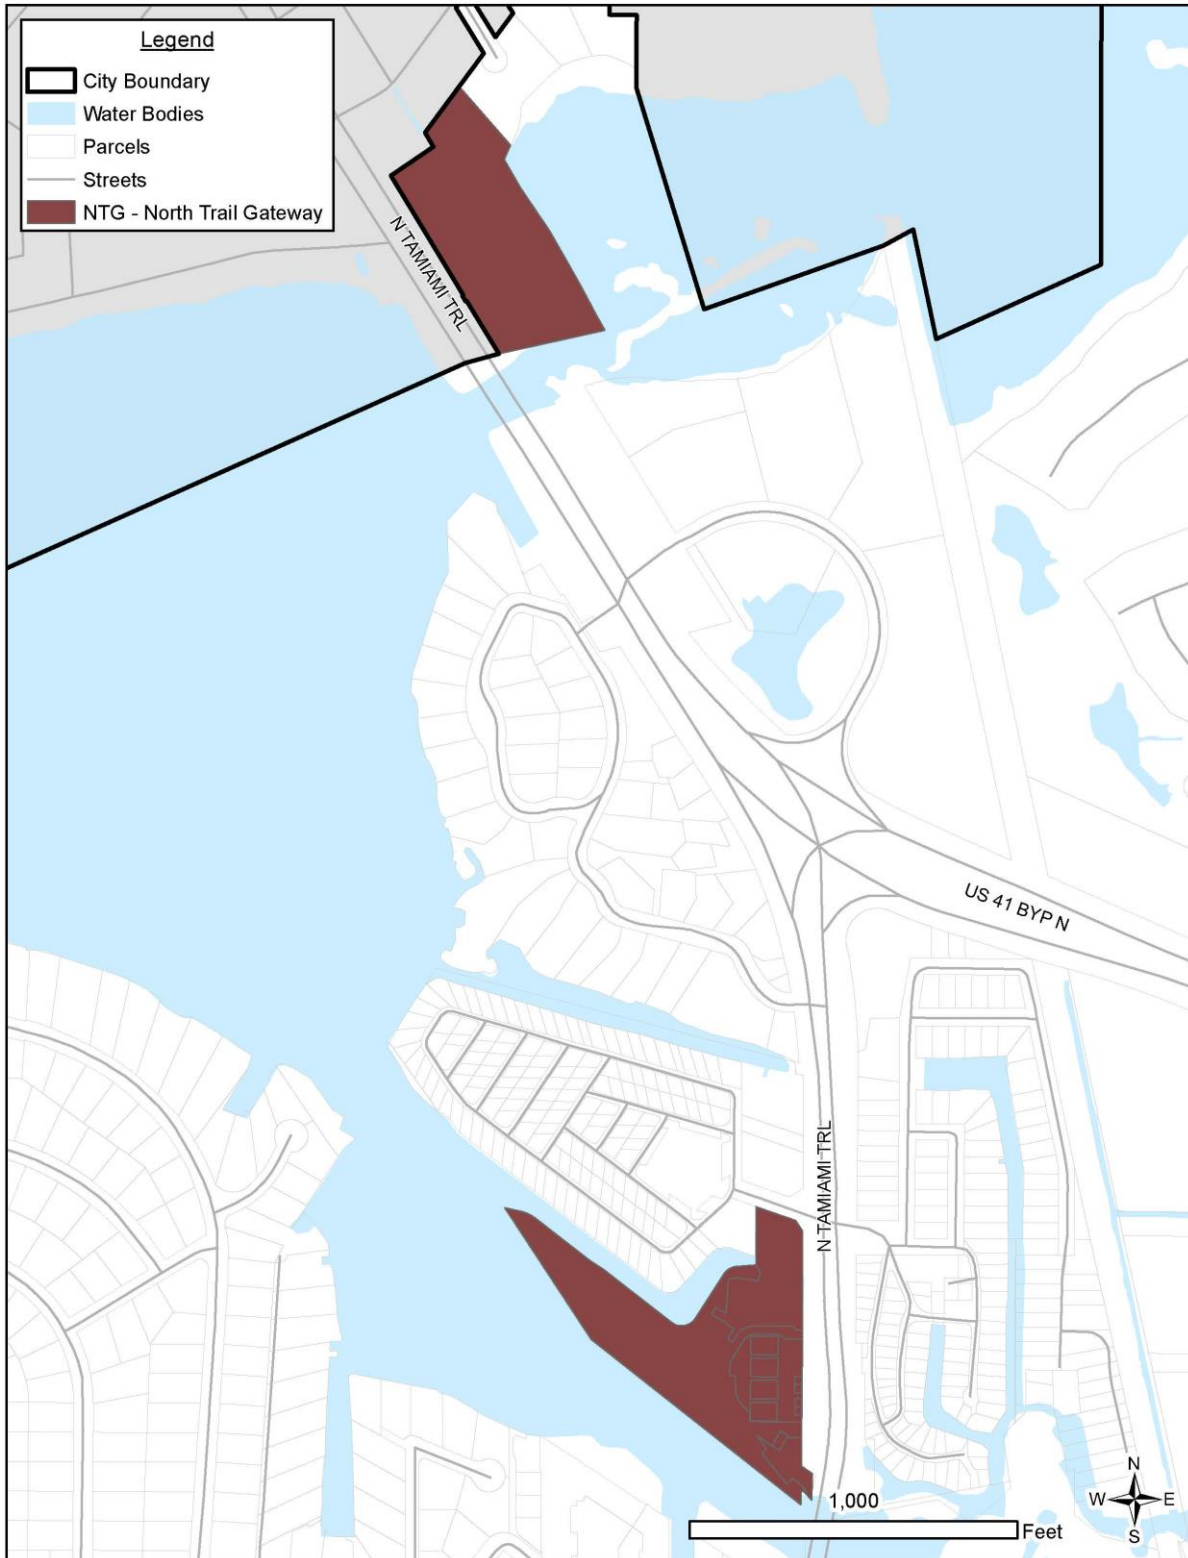 Legend
City Boundary
Water Bodies
Parcels
Streets
NTG - North Trail Gateway
N TAMIAMI TRL
US 41 BYP N
N TAMIAMI TRL
N
W E
S
1,000
Feet